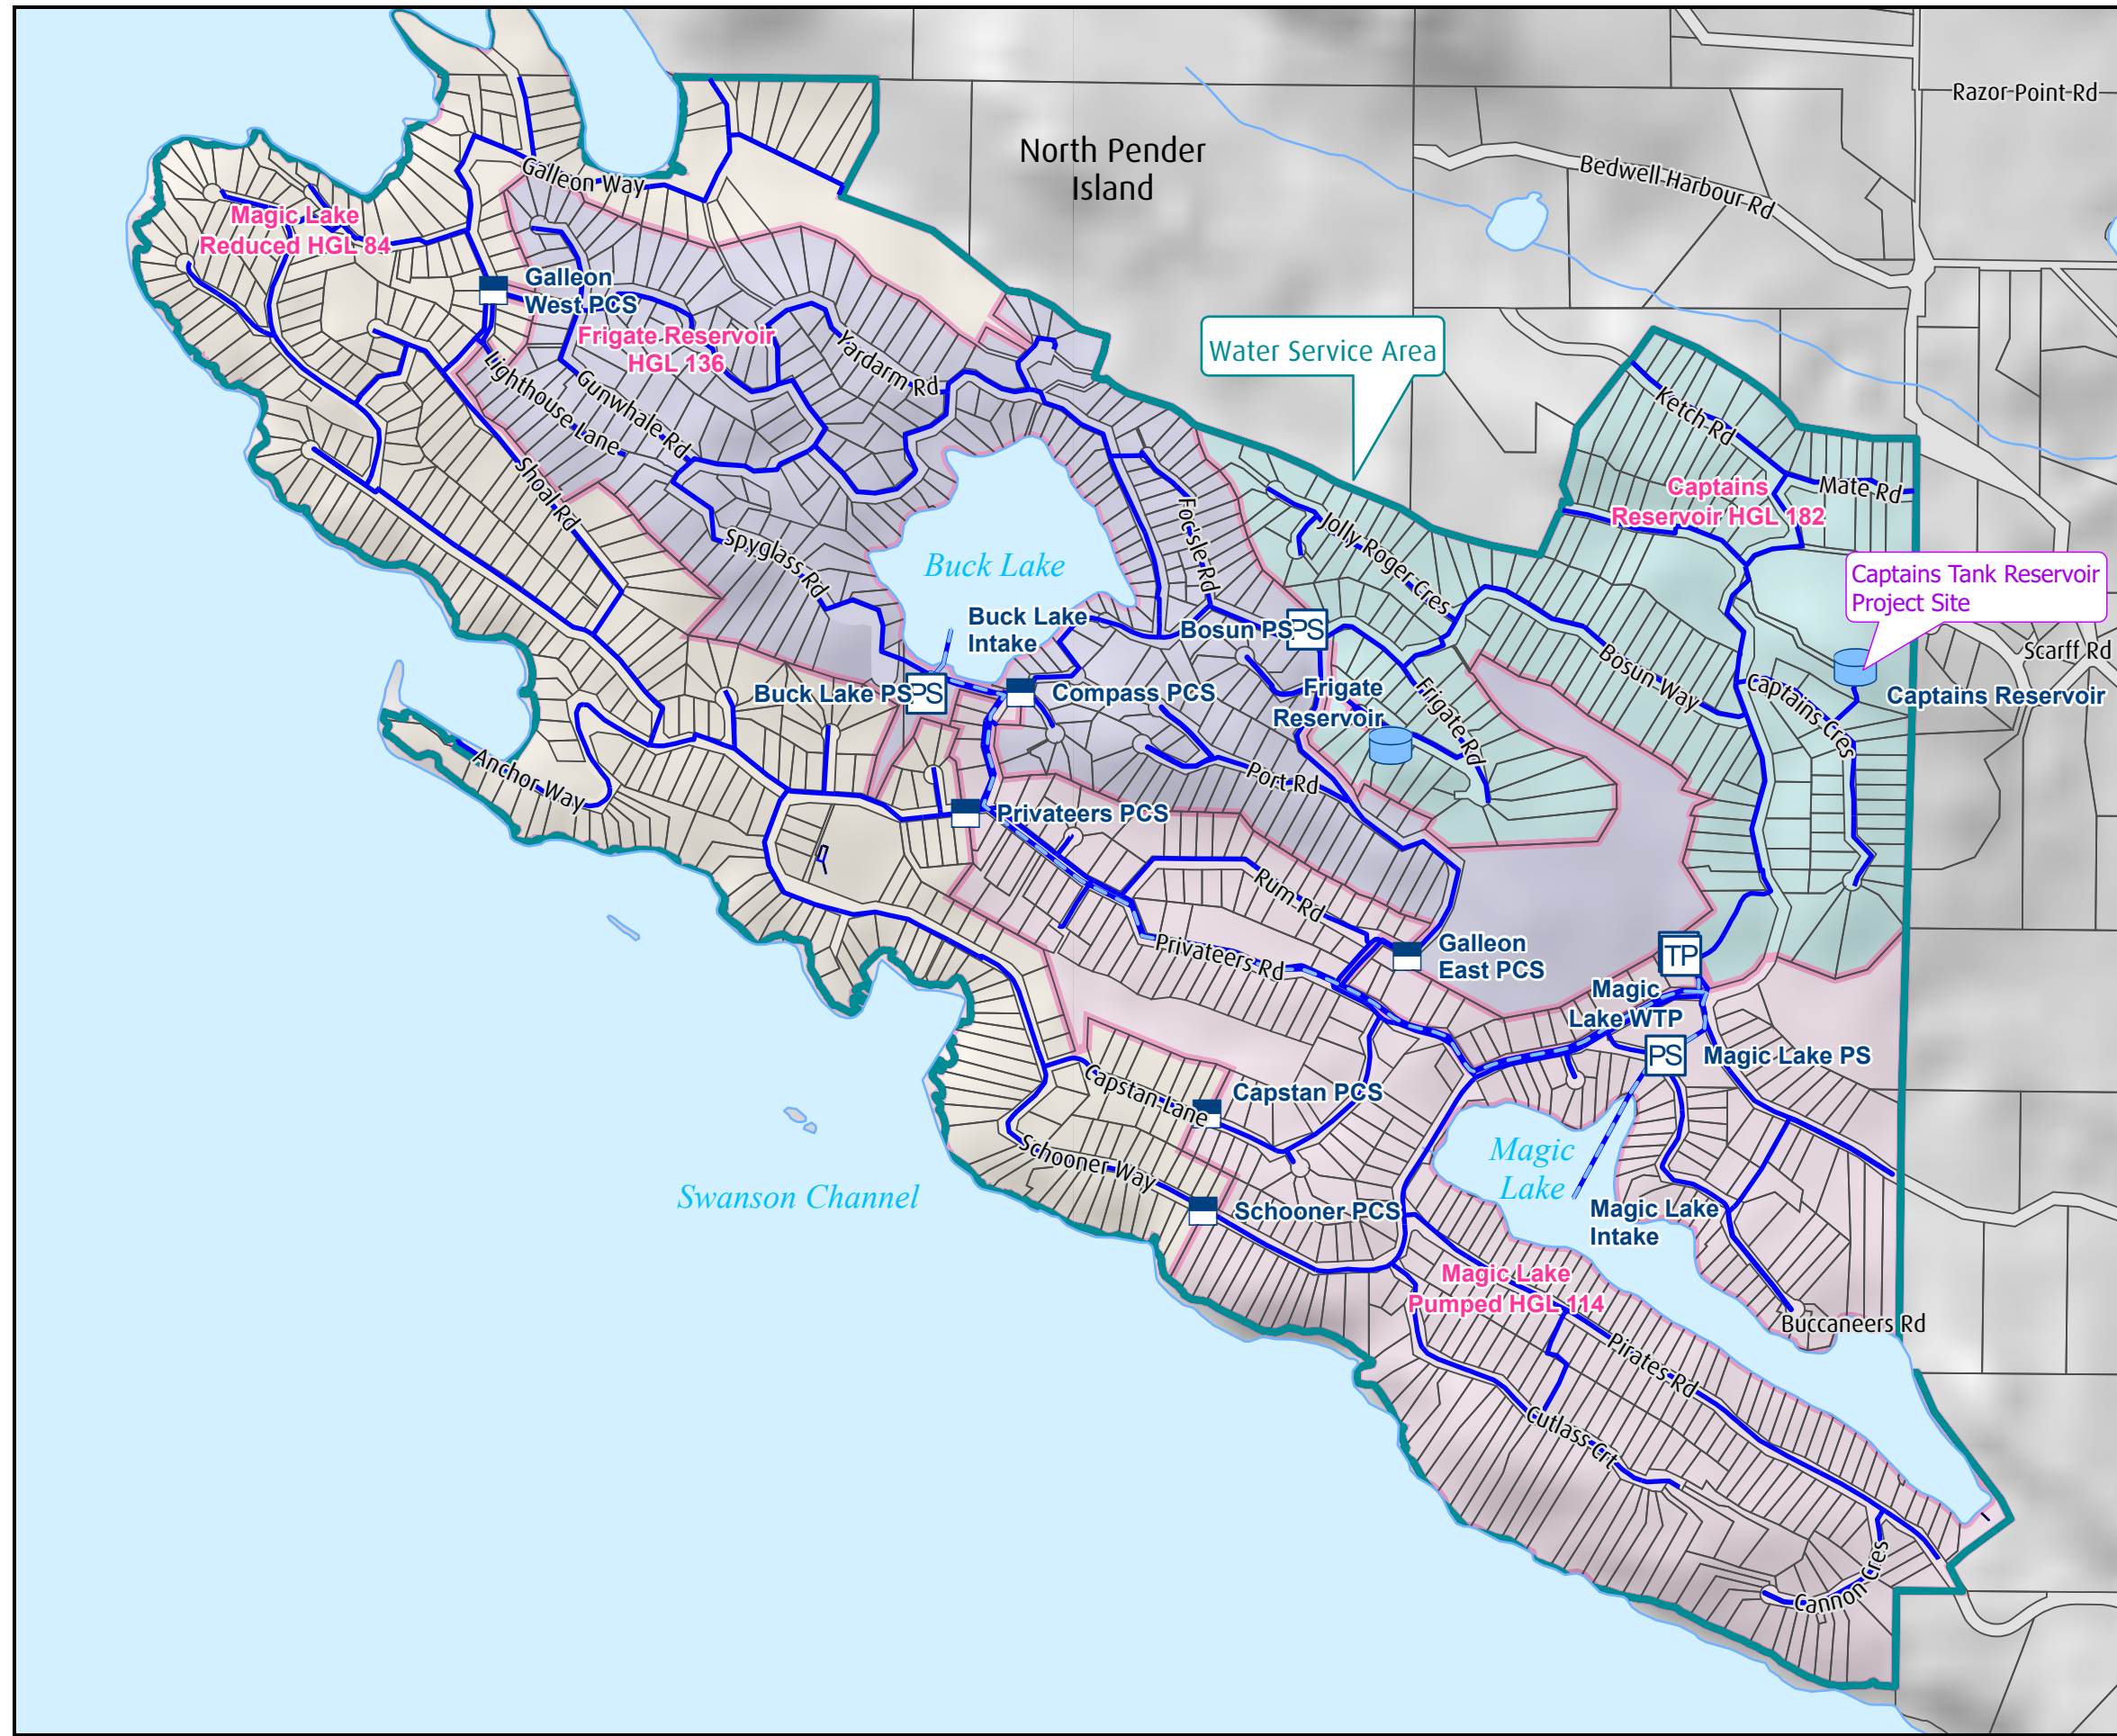 Razor Point Rd
North Pender
Island
Bedwell Harbour Rd
Galleon Way
Magic Lake
Reduced HGL 84
Galleon
West PCS
Frigate Reservoir
HGL 136
Yardarm Rd
Water Service Area
Lighthouse Lane
Gunwhale Rd
Ketch Rd
Mate Rd
Captains
Reservoir HGL 182
Shoal Rd
Spyglass Rd
Buck Lake
Focsle Rd
Jolly Roger Cres
Captains Tank Reservoir
Project Site
Buck Lake
Intake
Bosun PS
PS
Scarff Rd
Bosun Way
Captains Cres
Captains Reservoir
Buck Lake PS
PS
Compass PCS
Frigate
Reservoir
Frigate Rd
Anchor Way
Port Rd
Privateers PCS
Rum Rd
Privateers Rd
Galleon
East PCS
TP
Magic
Lake WTP
PS
Magic Lake PS
Capstan Lane
Capstan PCS
Schooner Way
Schooner PCS
Swanson Channel
Magic
Lake
Magic Lake
Intake
Magic Lake
Pumped HGL 114
Buccaneers Rd
Pirates Rd
Cutlass Crt
Cannon Cres